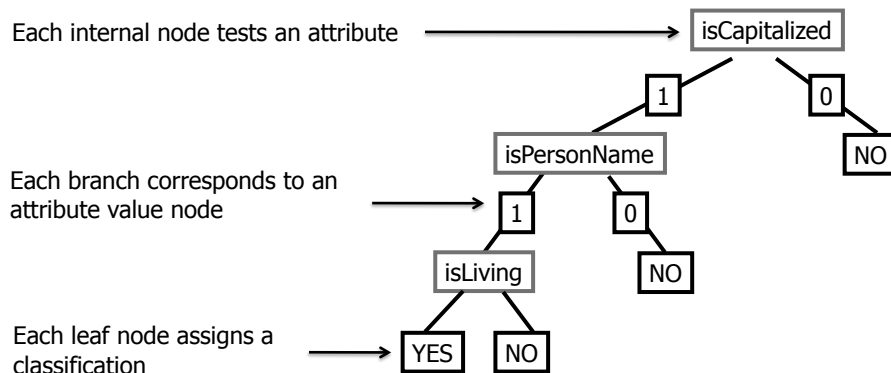 Each internal node tests an attribute
isCapitalized
1
0
isPersonName
NO
Each branch corresponds to an
attribute value node
1
0
isLiving
NO
Each leaf node assigns a
classification
YES
NO